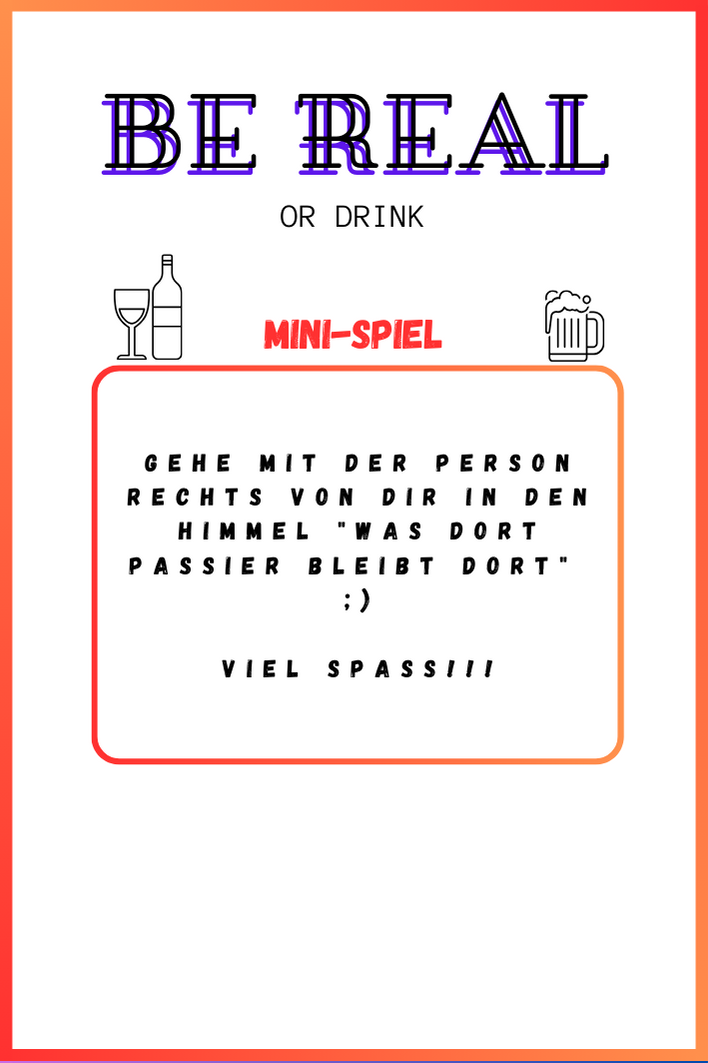 BE REAL
OR DRINK
MINI-SPIEL
GEHE MIT DER PERSON
RECHTS VON DIR IN DEN
HIMMEL "WAS DORT
PASSIER BLEIBT DORT"
;)
VIEL SPASS!!!